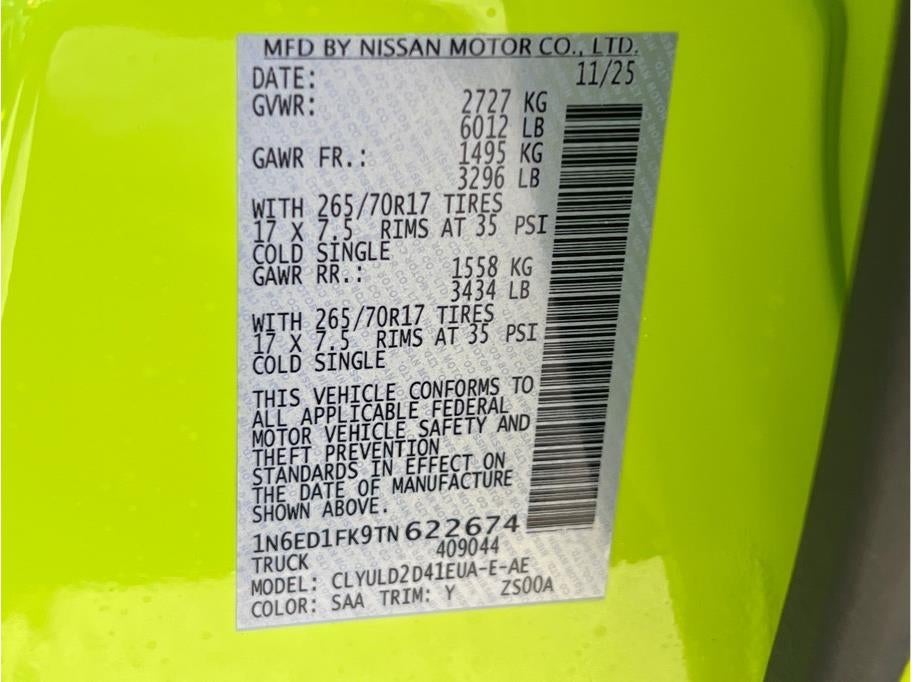 MFD BY NISSAN MOTOR CO., LTD.
DATE: 11/25
GVWR: 2727 KG
6012 LB
GAWR FR.: 1495 KG
3296 LB
WITH 265/70R17 TIRES
17 X 7.5 RIMS AT 35 PSI
COLD SINGLE
GAWR RR.: 1558 KG
3434 LB
WITH 265/70R17 TIRES
17 X 7.5 RIMS AT 35 PSI
COLD SINGLE
THIS VEHICLE CONFORMS TO
ALL APPLICABLE FEDERAL
MOTOR VEHICLE SAFETY AND
THEFT PREVENTION
STANDARDS IN EFFECT ON
THE DATE OF MANUFACTURE
SHOWN ABOVE.
1N6ED1FK9TN622674
TRUCK 409044
MODEL: CLYULD2D41EUA-E-AE
COLOR: SAA TRIM: Y ZS00A